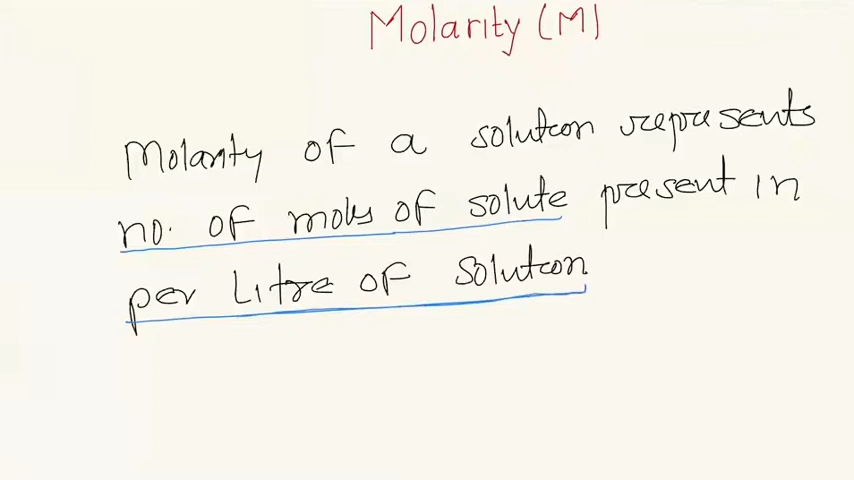 Molarity (M)
Molarity of a solution represents
no. of moles of solute present in
per Litre of solution